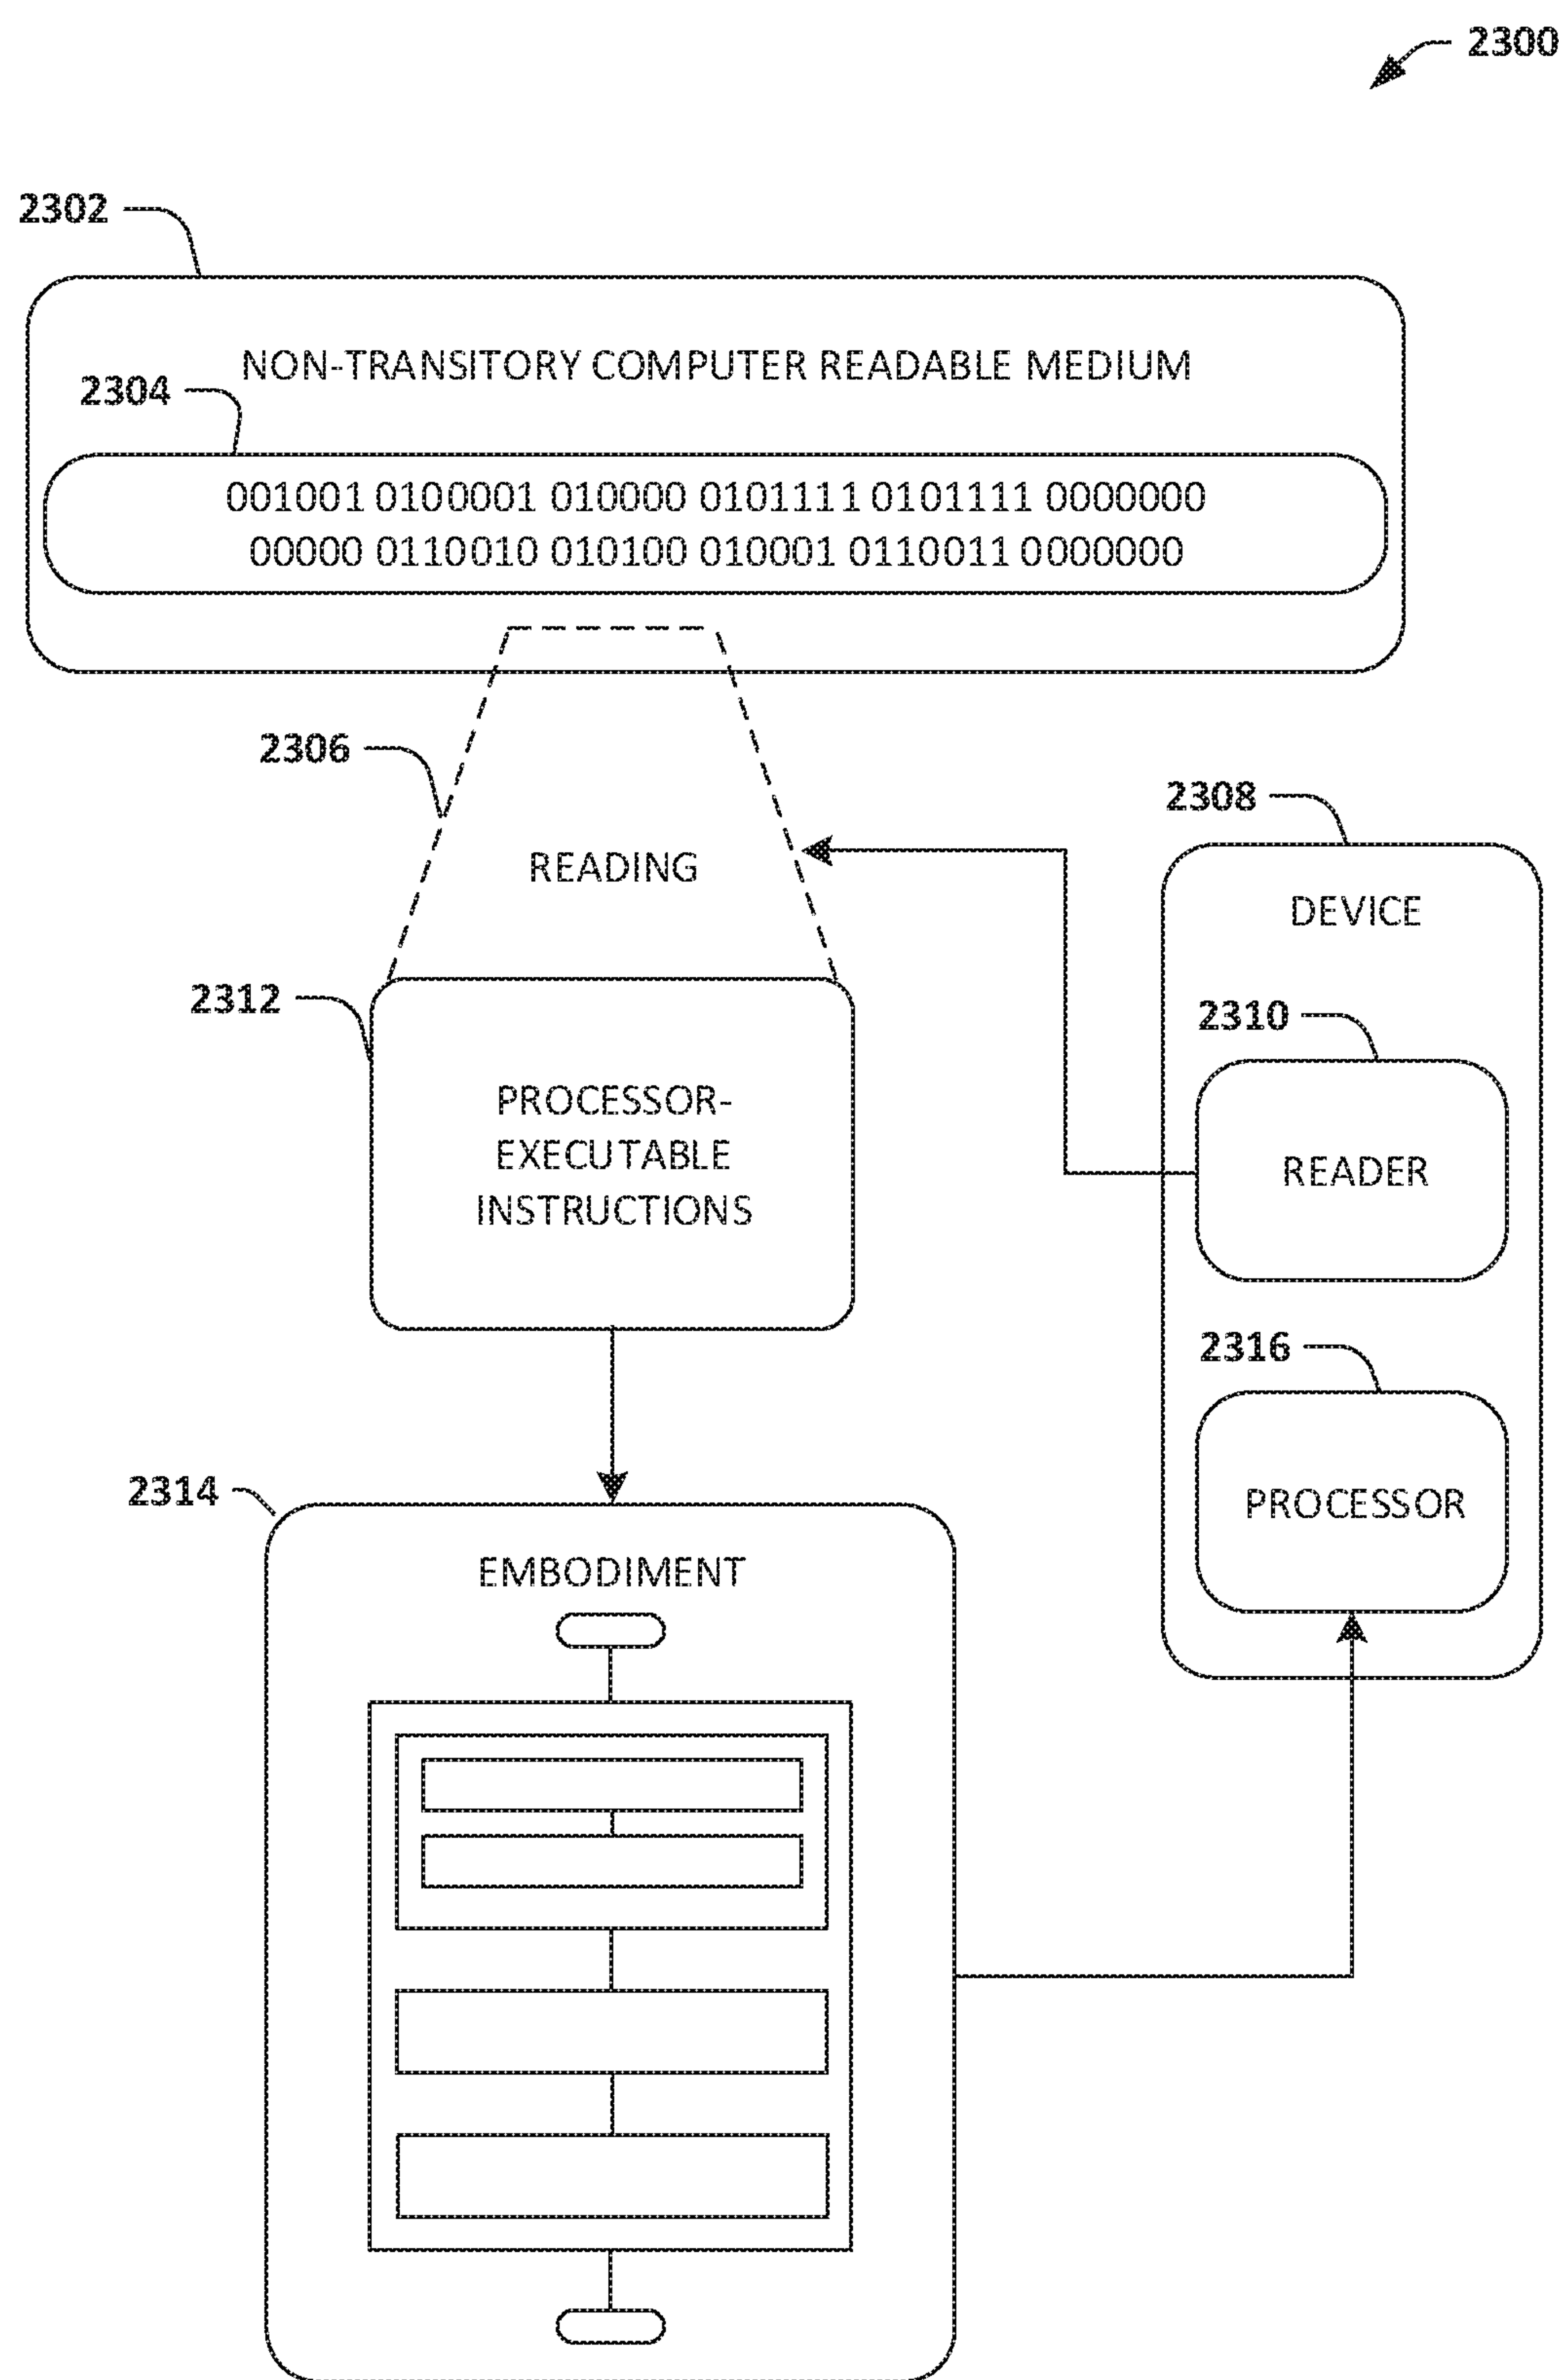 2300
2302
NON-TRANSITORY COMPUTER READABLE MEDIUM
2304
001001 0100001 010000 0101111 0101111 0000000
00000 0110010 010100 010001 0110011 0000000
2306
READING
2308
DEVICE
2312
2310
PROCESSOR-
EXECUTABLE
INSTRUCTIONS
READER
2316
PROCESSOR
2314
EMBODIMENT